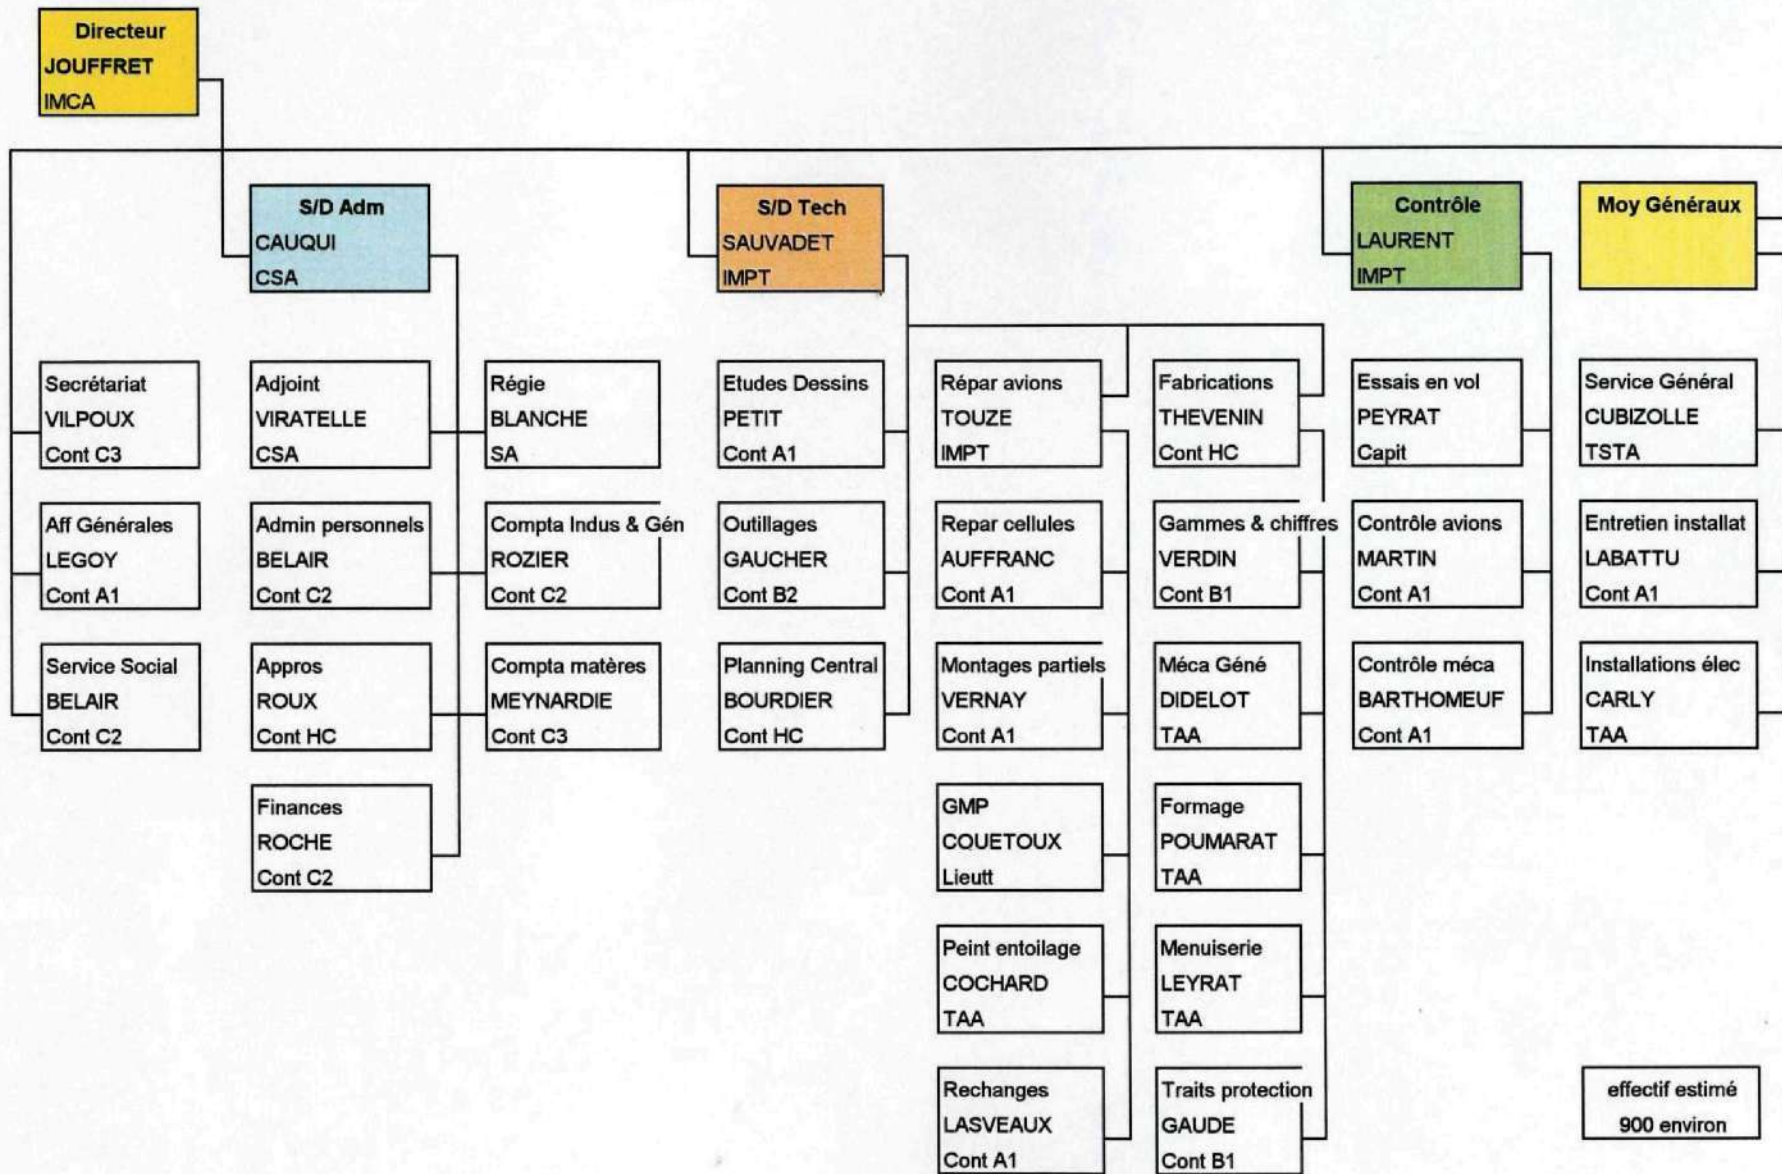 Directeur
JOUFFRET
IMCA
S/D Adm
CAUQUI
CSA
S/D Tech
SAUVADET
IMPT
Contrôle
LAURENT
IMPT
Moy Généraux
Secrétariat
VILPOUX
Cont C3
Adjoint
VIRATELLE
CSA
Régie
BLANCHE
SA
Etudes Dessins
PETIT
Cont A1
Répar avions
TOUZE
IMPT
Fabrications
THEVENIN
Cont HC
Essais en vol
PEYRAT
Capit
Service Général
CUBIZOLLE
TSTA
Aff Générales
LEGOY
Cont A1
Admin personnels
BELAIR
Cont C2
Compta Indus & Gén
ROZIER
Cont C2
Outillages
GAUCHER
Cont B2
Repar cellules
AUFFRANC
Cont A1
Gammes & chiffres
VERDIN
Cont B1
Contrôle avions
MARTIN
Cont A1
Entretien installat
LABATTU
Cont A1
Service Social
BELAIR
Cont C2
Appros
ROUX
Cont HC
Compta matères
MEYNARDIE
Cont C3
Planning Central
BOURDIER
Cont HC
Montages partiels
VERNAY
Cont A1
Méca Géné
DIDELOT
TAA
Contrôle méca
BARTHOMEUF
Cont A1
Installations élec
CARLY
TAA
Finances
ROCHE
Cont C2
GMP
COUETOUX
Lieutt
Formage
POUMARAT
TAA
Peint entoilage
COCHARD
TAA
Menuiserie
LEYRAT
TAA
Rechanges
LASVEAUX
Cont A1
Traits protection
GAUDE
Cont B1
effectif estimé
900 environ